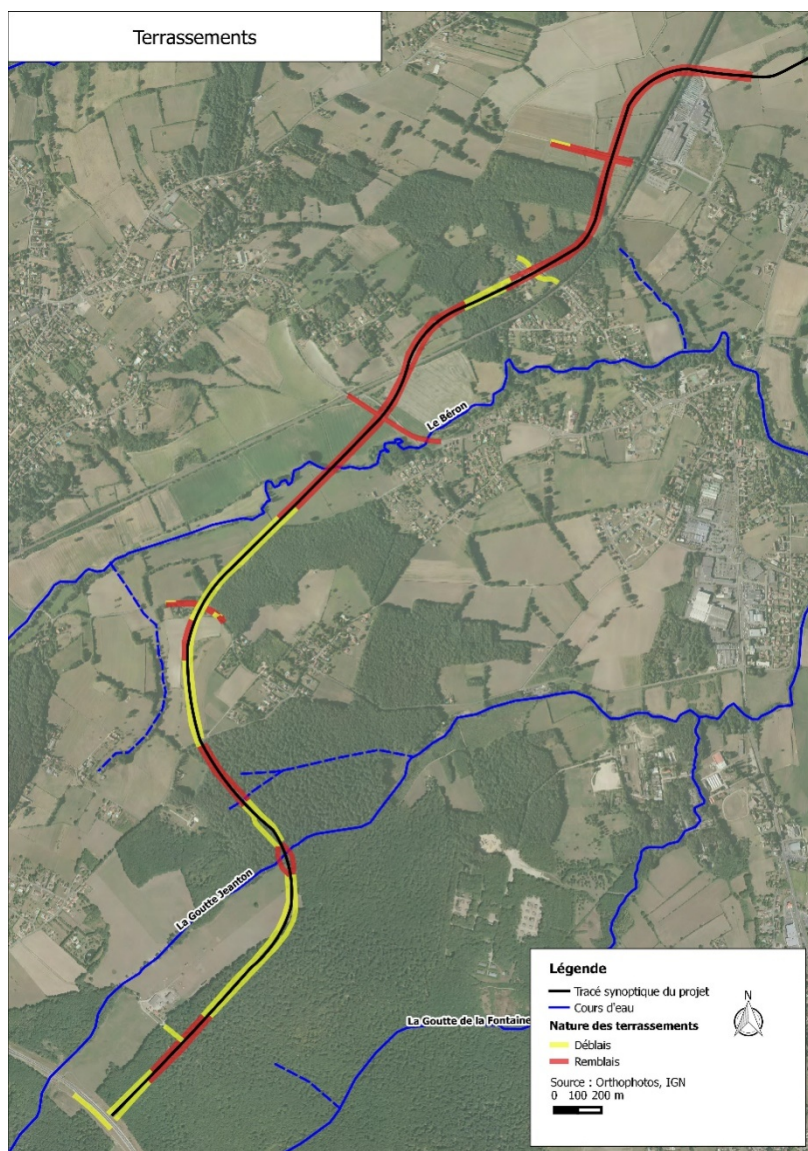 Terrassements
Le Béron
La Goutte Jeanton
La Goutte de la Fontaine
Légende
Tracé synoptique du projet
Cours d'eau
N
Nature des terrassements
Déblais
Remblais
Source : Orthophotos, IGN
0 100 200 m